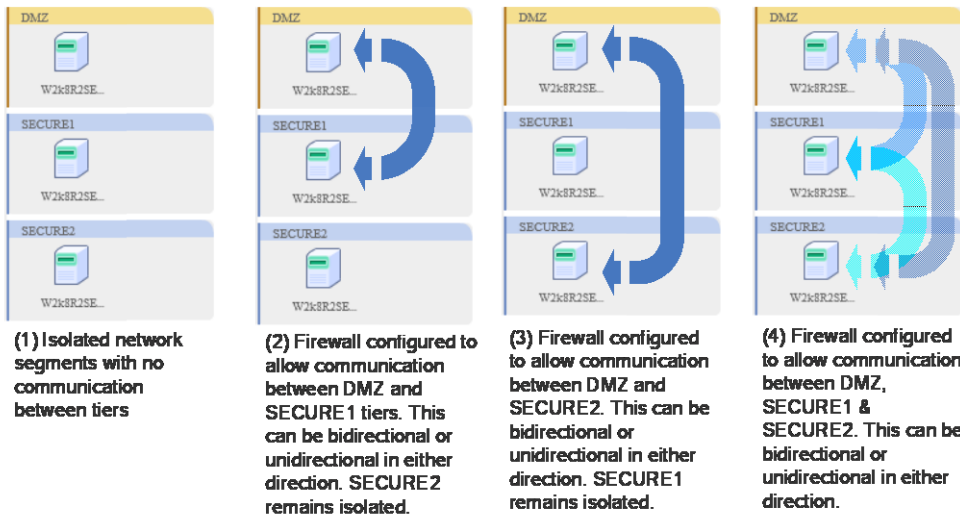 DMZ
W2k8R2SE...
SECURE1
W2k8R2SE...
SECURE2
W2k8R2SE...
(1) Isolated network
segments with no
communication
between tiers
DMZ
W2k8R2SE...
SECURE1
W2k8R2SE...
SECURE2
W2k8R2SE...
(2) Firewall configured to
allow communication
between DMZ and
SECURE1 tiers. This
can be bidirectional or
unidirectional in either
direction. SECURE2
remains isolated.
DMZ
W2k8R2SE...
SECURE1
W2k8R2SE...
SECURE2
W2k8R2SE...
(3) Firewall configured
to allow communication
between DMZ and
SECURE2. This can be
bidirectional or
unidirectional in either
direction. SECURE1
remains isolated.
DMZ
W2k8R2SE...
SECURE1
W2k8R2SE...
SECURE2
W2k8R2SE...
(4) Firewall configured
to allow communication
between DMZ,
SECURE1 &
SECURE2. This can be
bidirectional or
unidirectional in either
direction.